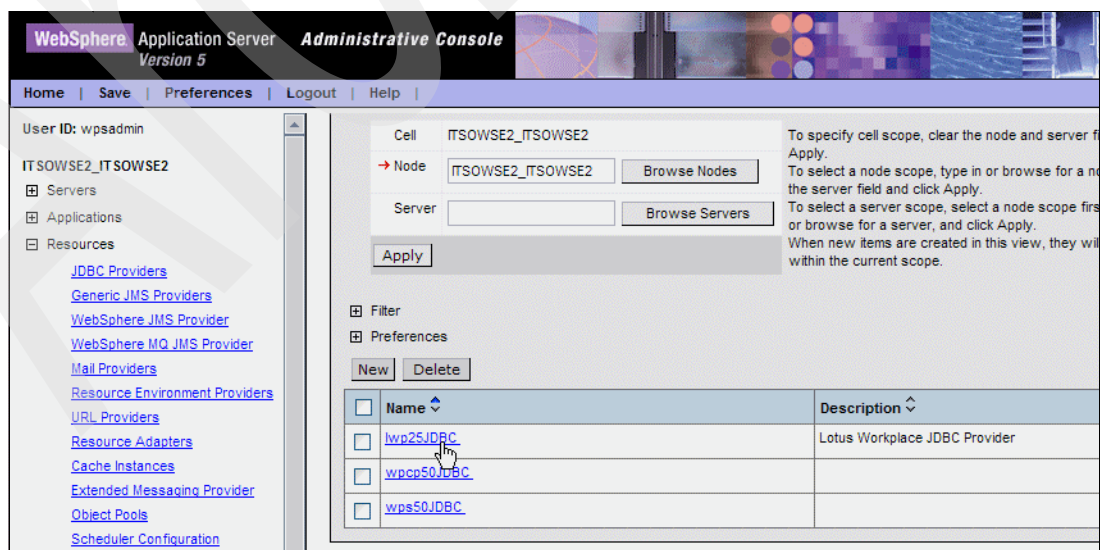 WebSphere Application Server Administrative Console
Version 5
Home | Save | Preferences | Logout | Help |
User ID: wpsadmin
ITSOWSE2_ITSOWSE2
Servers
Applications
Resources
JDBC Providers
Generic JMS Providers
WebSphere JMS Provider
WebSphere MQ JMS Provider
Mail Providers
Resource Environment Providers
URL Providers
Resource Adapters
Cache Instances
Extended Messaging Provider
Object Pools
Scheduler Configuration
Cell ITSOWSE2_ITSOWSE2
Node ITSOWSE2_ITSOWSE2 Browse Nodes
Server Browse Servers
Apply
To specify cell scope, clear the node and server
Apply.
To select a node scope, type in or browse for a
the server field and click Apply.
To select a server scope, select a node scope
or browse for a server, and click Apply.
When new items are created in this view, they
within the current scope.
Filter
Preferences
New Delete
Name Description
lwp25JDBC Lotus Workplace JDBC Provider
wpcp50JDBC
wps50JDBC